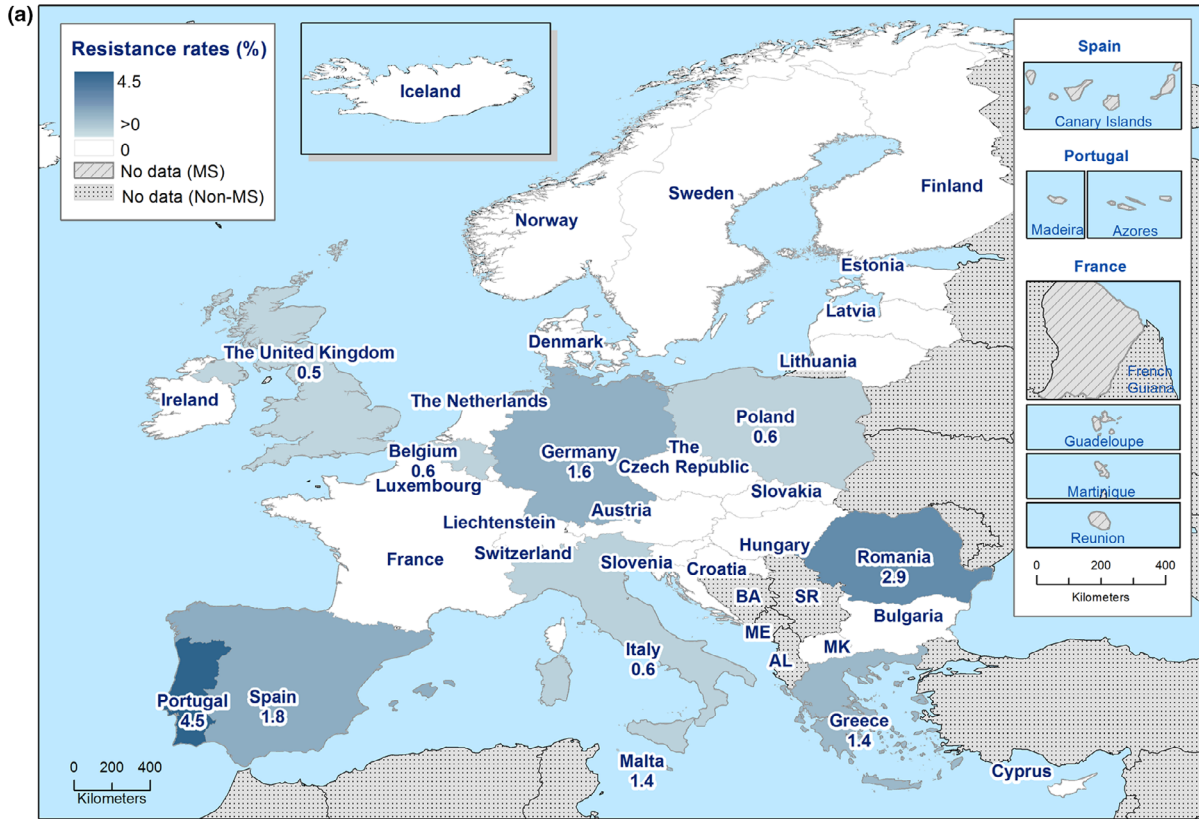 (a)
Resistance rates (%)
4.5
>0
0
No data (MS)
No data (Non-MS)
Iceland
Norway
Sweden
Finland
Estonia
Latvia
Lithuania
Denmark
The United Kingdom
0.5
Ireland
The Netherlands
Belgium
0.6
Luxembourg
Germany
1.6
Poland
0.6
The
Czech Republic
Slovakia
Austria
Liechtenstein
Switzerland
France
Slovenia
Croatia
Hungary
Romania
2.9
Bulgaria
BA
SR
ME
AL
MK
Italy
0.6
Portugal
4.5
Spain
1.8
Malta
1.4
Greece
1.4
Cyprus
0 200 400
Kilometers
Spain
Canary Islands
Portugal
Madeira
Azores
France
French
Guiana
Guadeloupe
Martinique
Reunion
0 200 400
Kilometers